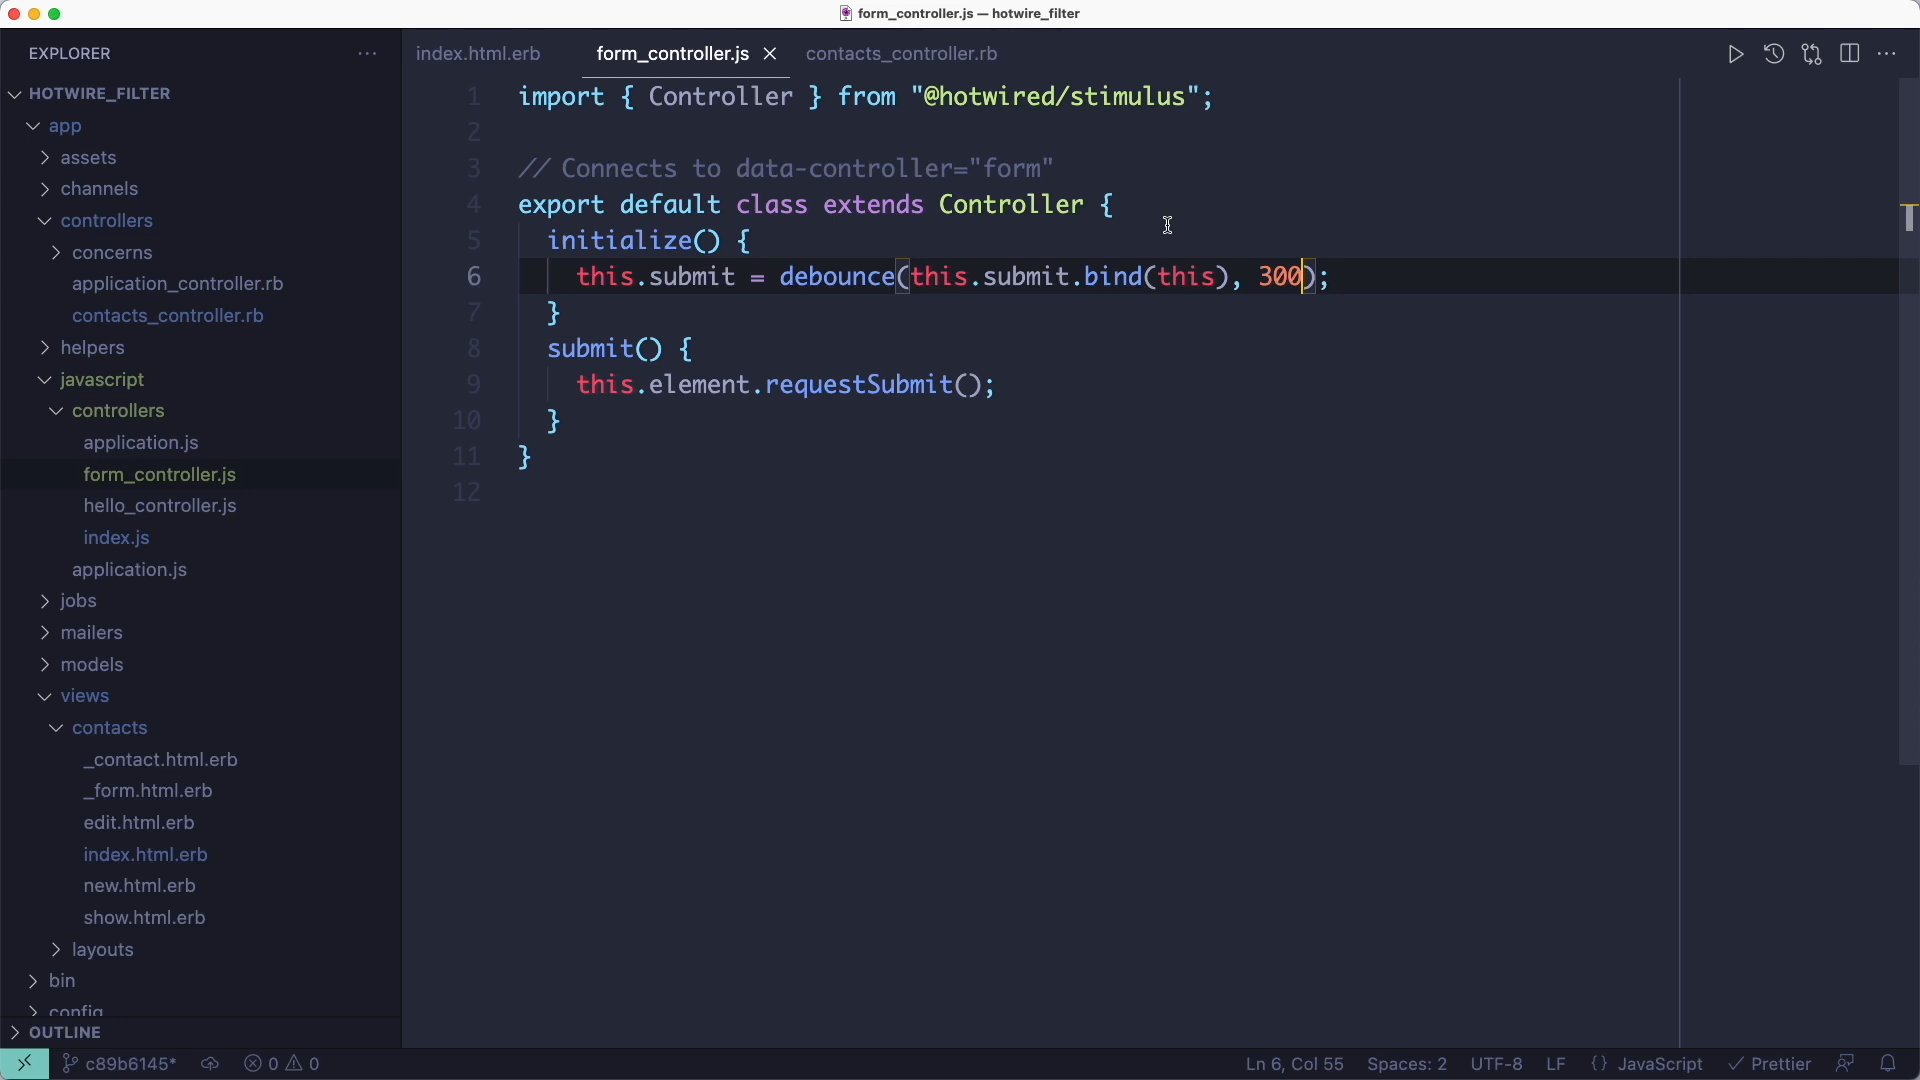 form_controller.js — hotwire_filter
EXPLORER
HOTWIRE_FILTER
app
assets
channels
controllers
concerns
application_controller.rb
contacts_controller.rb
helpers
javascript
controllers
application.js
form_controller.js
hello_controller.js
index.js
application.js
jobs
mailers
models
views
contacts
_contact.html.erb
_form.html.erb
edit.html.erb
index.html.erb
new.html.erb
show.html.erb
layouts
bin
config
OUTLINE
index.html.erb form_controller.js contacts_controller.rb
1 import { Controller } from "@hotwired/stimulus";
2
3 // Connects to data-controller="form"
4 export default class extends Controller {
5 initialize() {
6 this.submit = debounce(this.submit.bind(this), 300);
7 }
8 submit() {
9 this.element.requestSubmit();
10 }
11 }
12
c89b6145* 0 0 Ln 6, Col 55 Spaces: 2 UTF-8 LF {} JavaScript Prettier